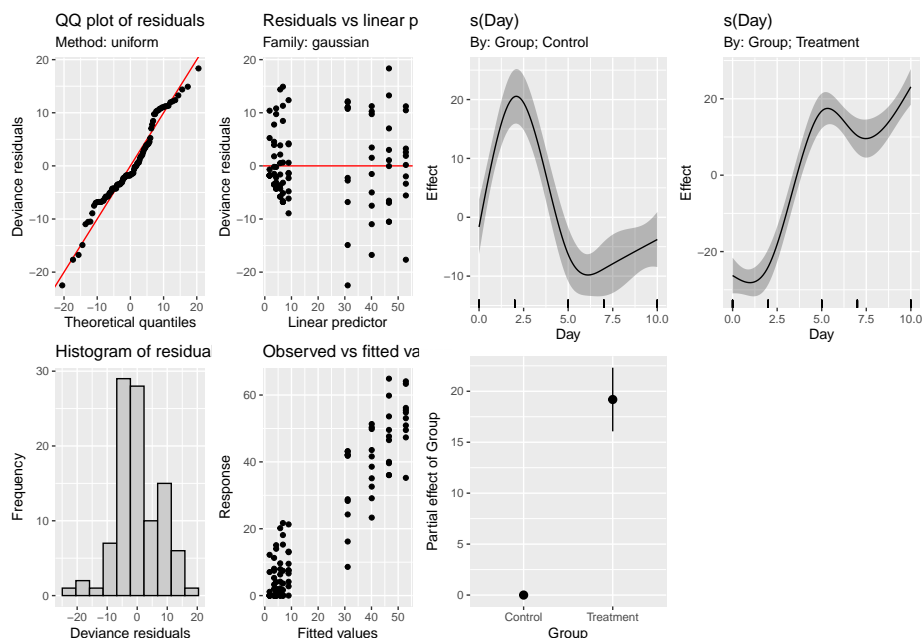 QQ plot of residuals
Method: uniform
20
10
0
−10
−20
Deviance residuals
−20
−10
0
10
20
Theoretical quantiles
Residuals vs linear p
Family: gaussian
20
10
0
−10
−20
Deviance residuals
0
10
20
30
40
50
Linear predictor
s(Day)
By: Group; Control
20
10
0
−10
Effect
0.0
2.5
5.0
7.5
10.0
Day
s(Day)
By: Group; Treatment
20
0
−20
Effect
0.0
2.5
5.0
7.5
10.0
Day
Histogram of residual
30
20
10
0
Frequency
−20
−10
0
10
20
Deviance residuals
Observed vs fitted va
60
40
20
0
Response
0
10
20
30
40
50
Fitted values
20
15
10
5
0
Partial effect of Group
Control
Treatment
Group